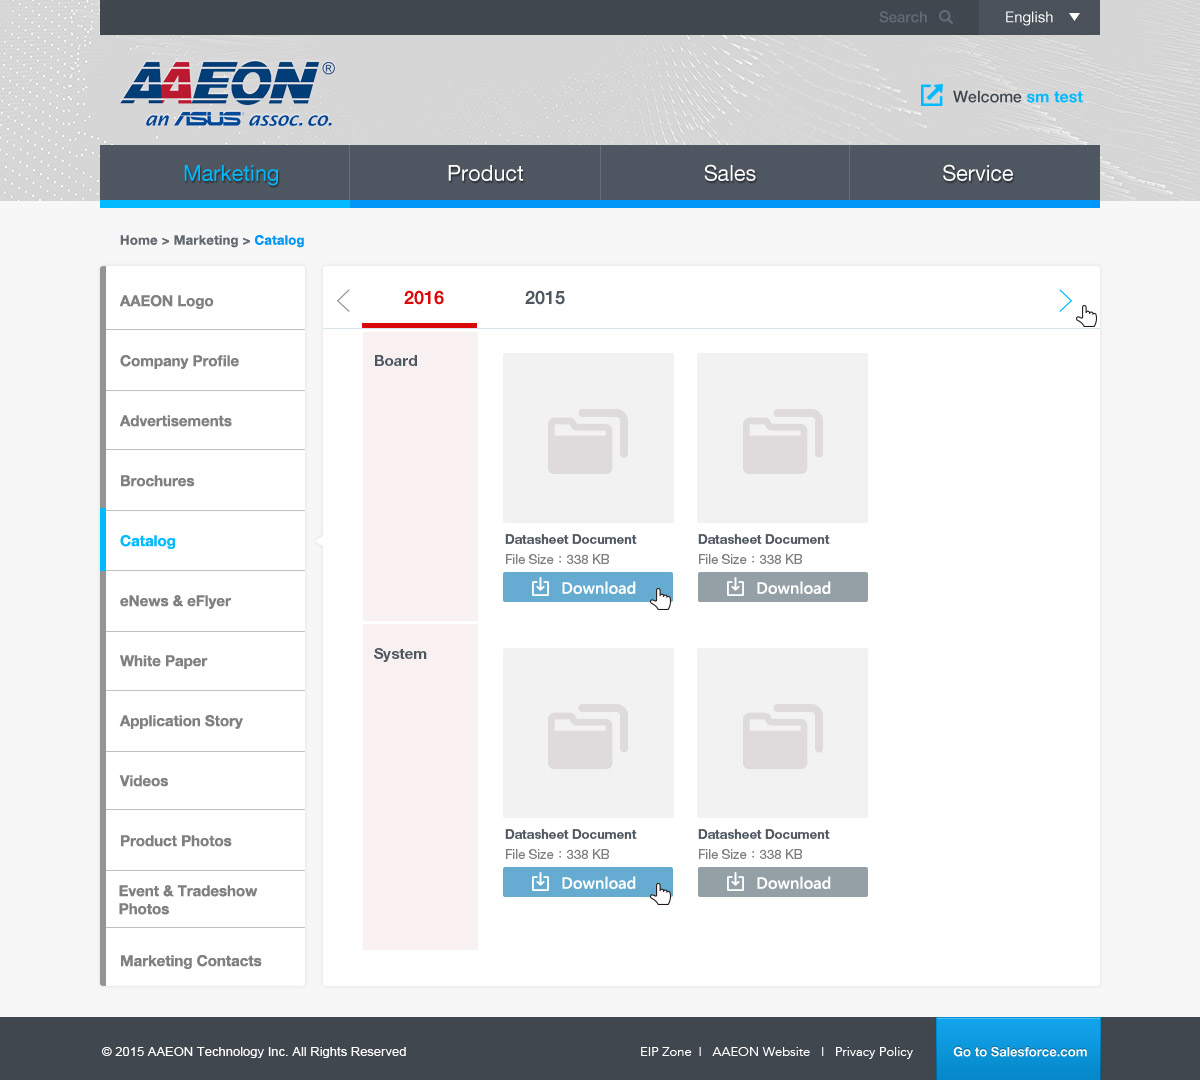 Search
English
AAEON®
an ASUS assoc. co.
Welcome sm test
Marketing
Product
Sales
Service
Home > Marketing > Catalog
AAEON Logo
Company Profile
Advertisements
Brochures
Catalog
eNews & eFlyer
White Paper
Application Story
Videos
Product Photos
Event & Tradeshow
Photos
Marketing Contacts
2016
2015
Board
Datasheet Document
File Size：338 KB
Download
Datasheet Document
File Size：338 KB
Download
System
Datasheet Document
File Size：338 KB
Download
Datasheet Document
File Size：338 KB
Download
© 2015 AAEON Technology Inc. All Rights Reserved
EIP Zone | AAEON Website | Privacy Policy
Go to Salesforce.com